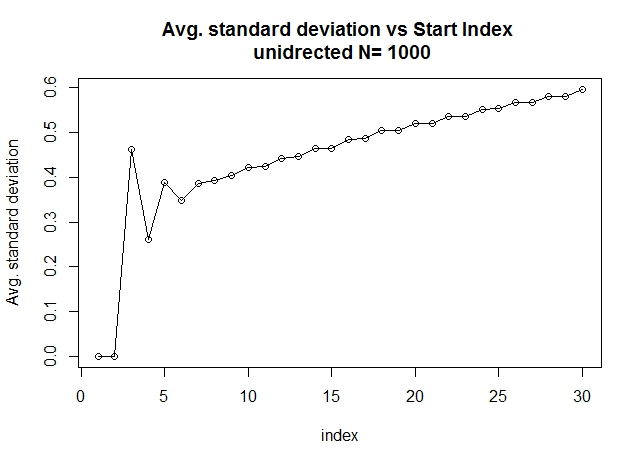 Avg. standard deviation vs Start Index
unidrected N= 1000
Avg. standard deviation
0.6
0.5
0.4
0.3
0.2
0.1
0.0
0 5 10 15 20 25 30
index